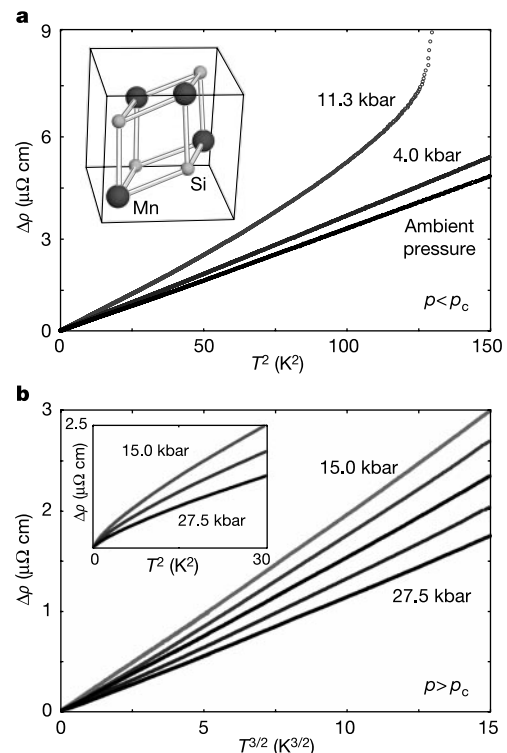 a
9
6
3
0
Δρ (μΩ cm)
11.3 kbar
4.0 kbar
Ambient
pressure
p < pc
Mn
Si
0
50
100
150
T² (K²)
b
3
2
1
0
Δρ (μΩ cm)
2.5
Δρ (μΩ cm)
15.0 kbar
27.5 kbar
0
30
T² (K²)
15.0 kbar
27.5 kbar
p > pc
0
5
10
15
T³/² (K³/²)